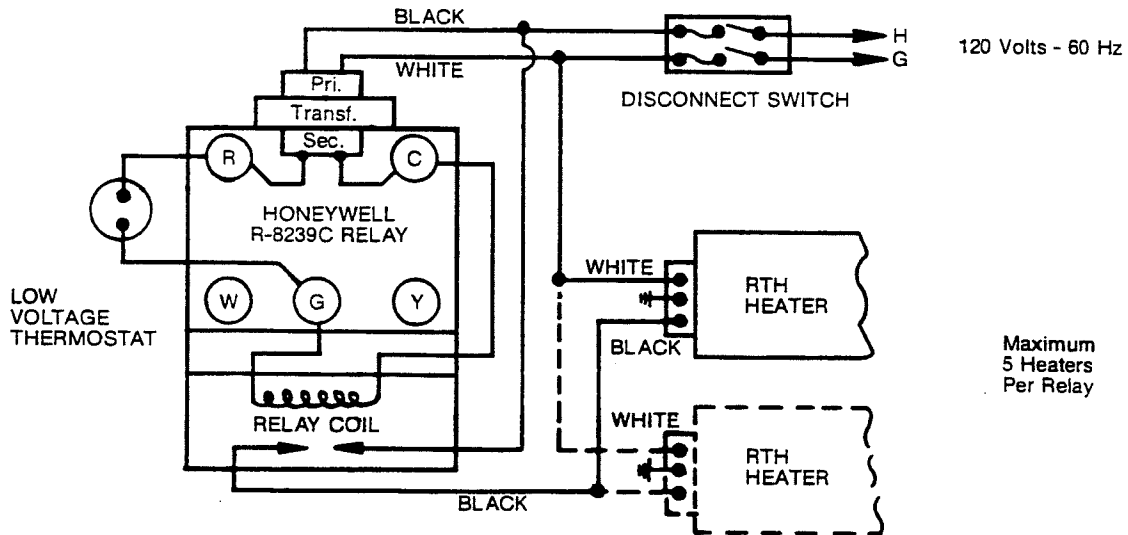 BLACK
H
WHITE
G
120 Volts - 60 Hz
Pri.
DISCONNECT SWITCH
Transf.
Sec.
R
C
HONEYWELL
R-8239C RELAY
WHITE
RTH
HEATER
LOW
VOLTAGE
THERMOSTAT
W
G
Y
BLACK
Maximum
5 Heaters
Per Relay
RELAY COIL
WHITE
RTH
HEATER
BLACK